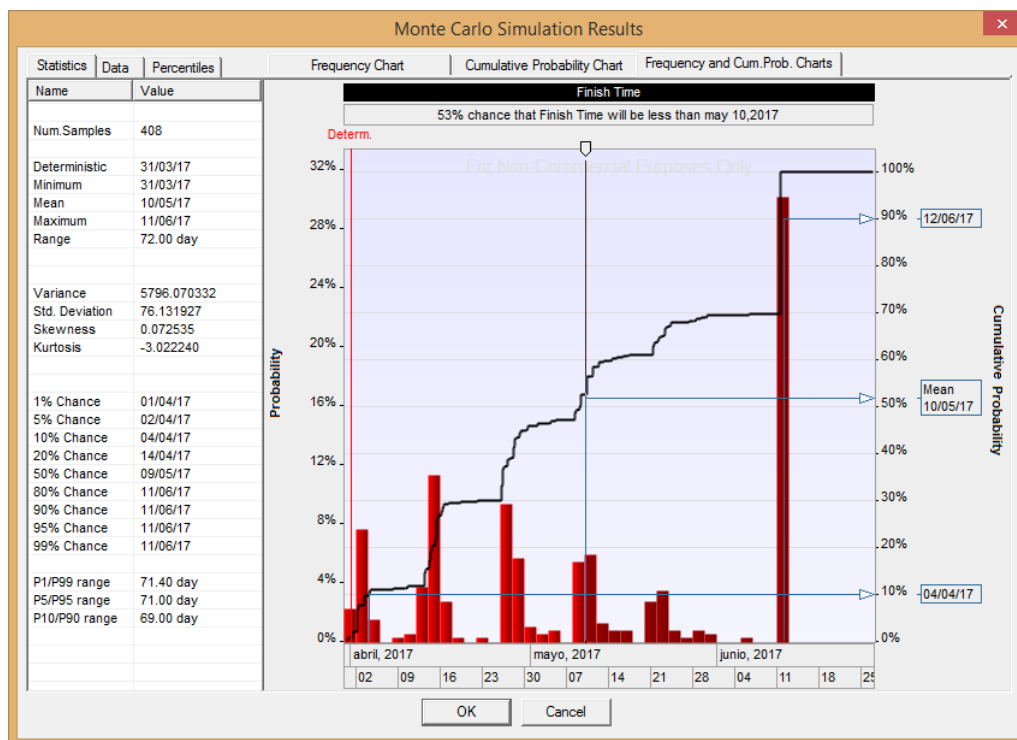 Monte Carlo Simulation Results
Statistics Data Percentiles
Frequency Chart Cumulative Probability Chart Frequency and Cum.Prob. Charts
Name Value
Num.Samples 408
Deterministic 31/03/17
Minimum 31/03/17
Mean 10/05/17
Maximum 11/06/17
Range 72.00 day
Variance 5796.070332
Std. Deviation 76.131927
Skewness 0.072535
Kurtosis -3.022240
1% Chance 01/04/17
5% Chance 02/04/17
10% Chance 04/04/17
20% Chance 14/04/17
50% Chance 09/05/17
80% Chance 11/06/17
90% Chance 11/06/17
95% Chance 11/06/17
99% Chance 11/06/17
P1/P99 range 71.40 day
P5/P95 range 71.00 day
P10/P90 range 69.00 day
Finish Time
53% chance that Finish Time will be less than may 10,2017
Determ.
For Non-Commercial Purposes Only
Probability
32%
28%
24%
20%
16%
12%
8%
4%
0%
100%
90%
80%
70%
60%
50%
40%
30%
20%
10%
0%
12/06/17
Mean
10/05/17
04/04/17
Cumulative Probability
abril, 2017 mayo, 2017 junio, 2017
02 09 16 23 30 07 14 21 28 04 11 18 25
OK Cancel